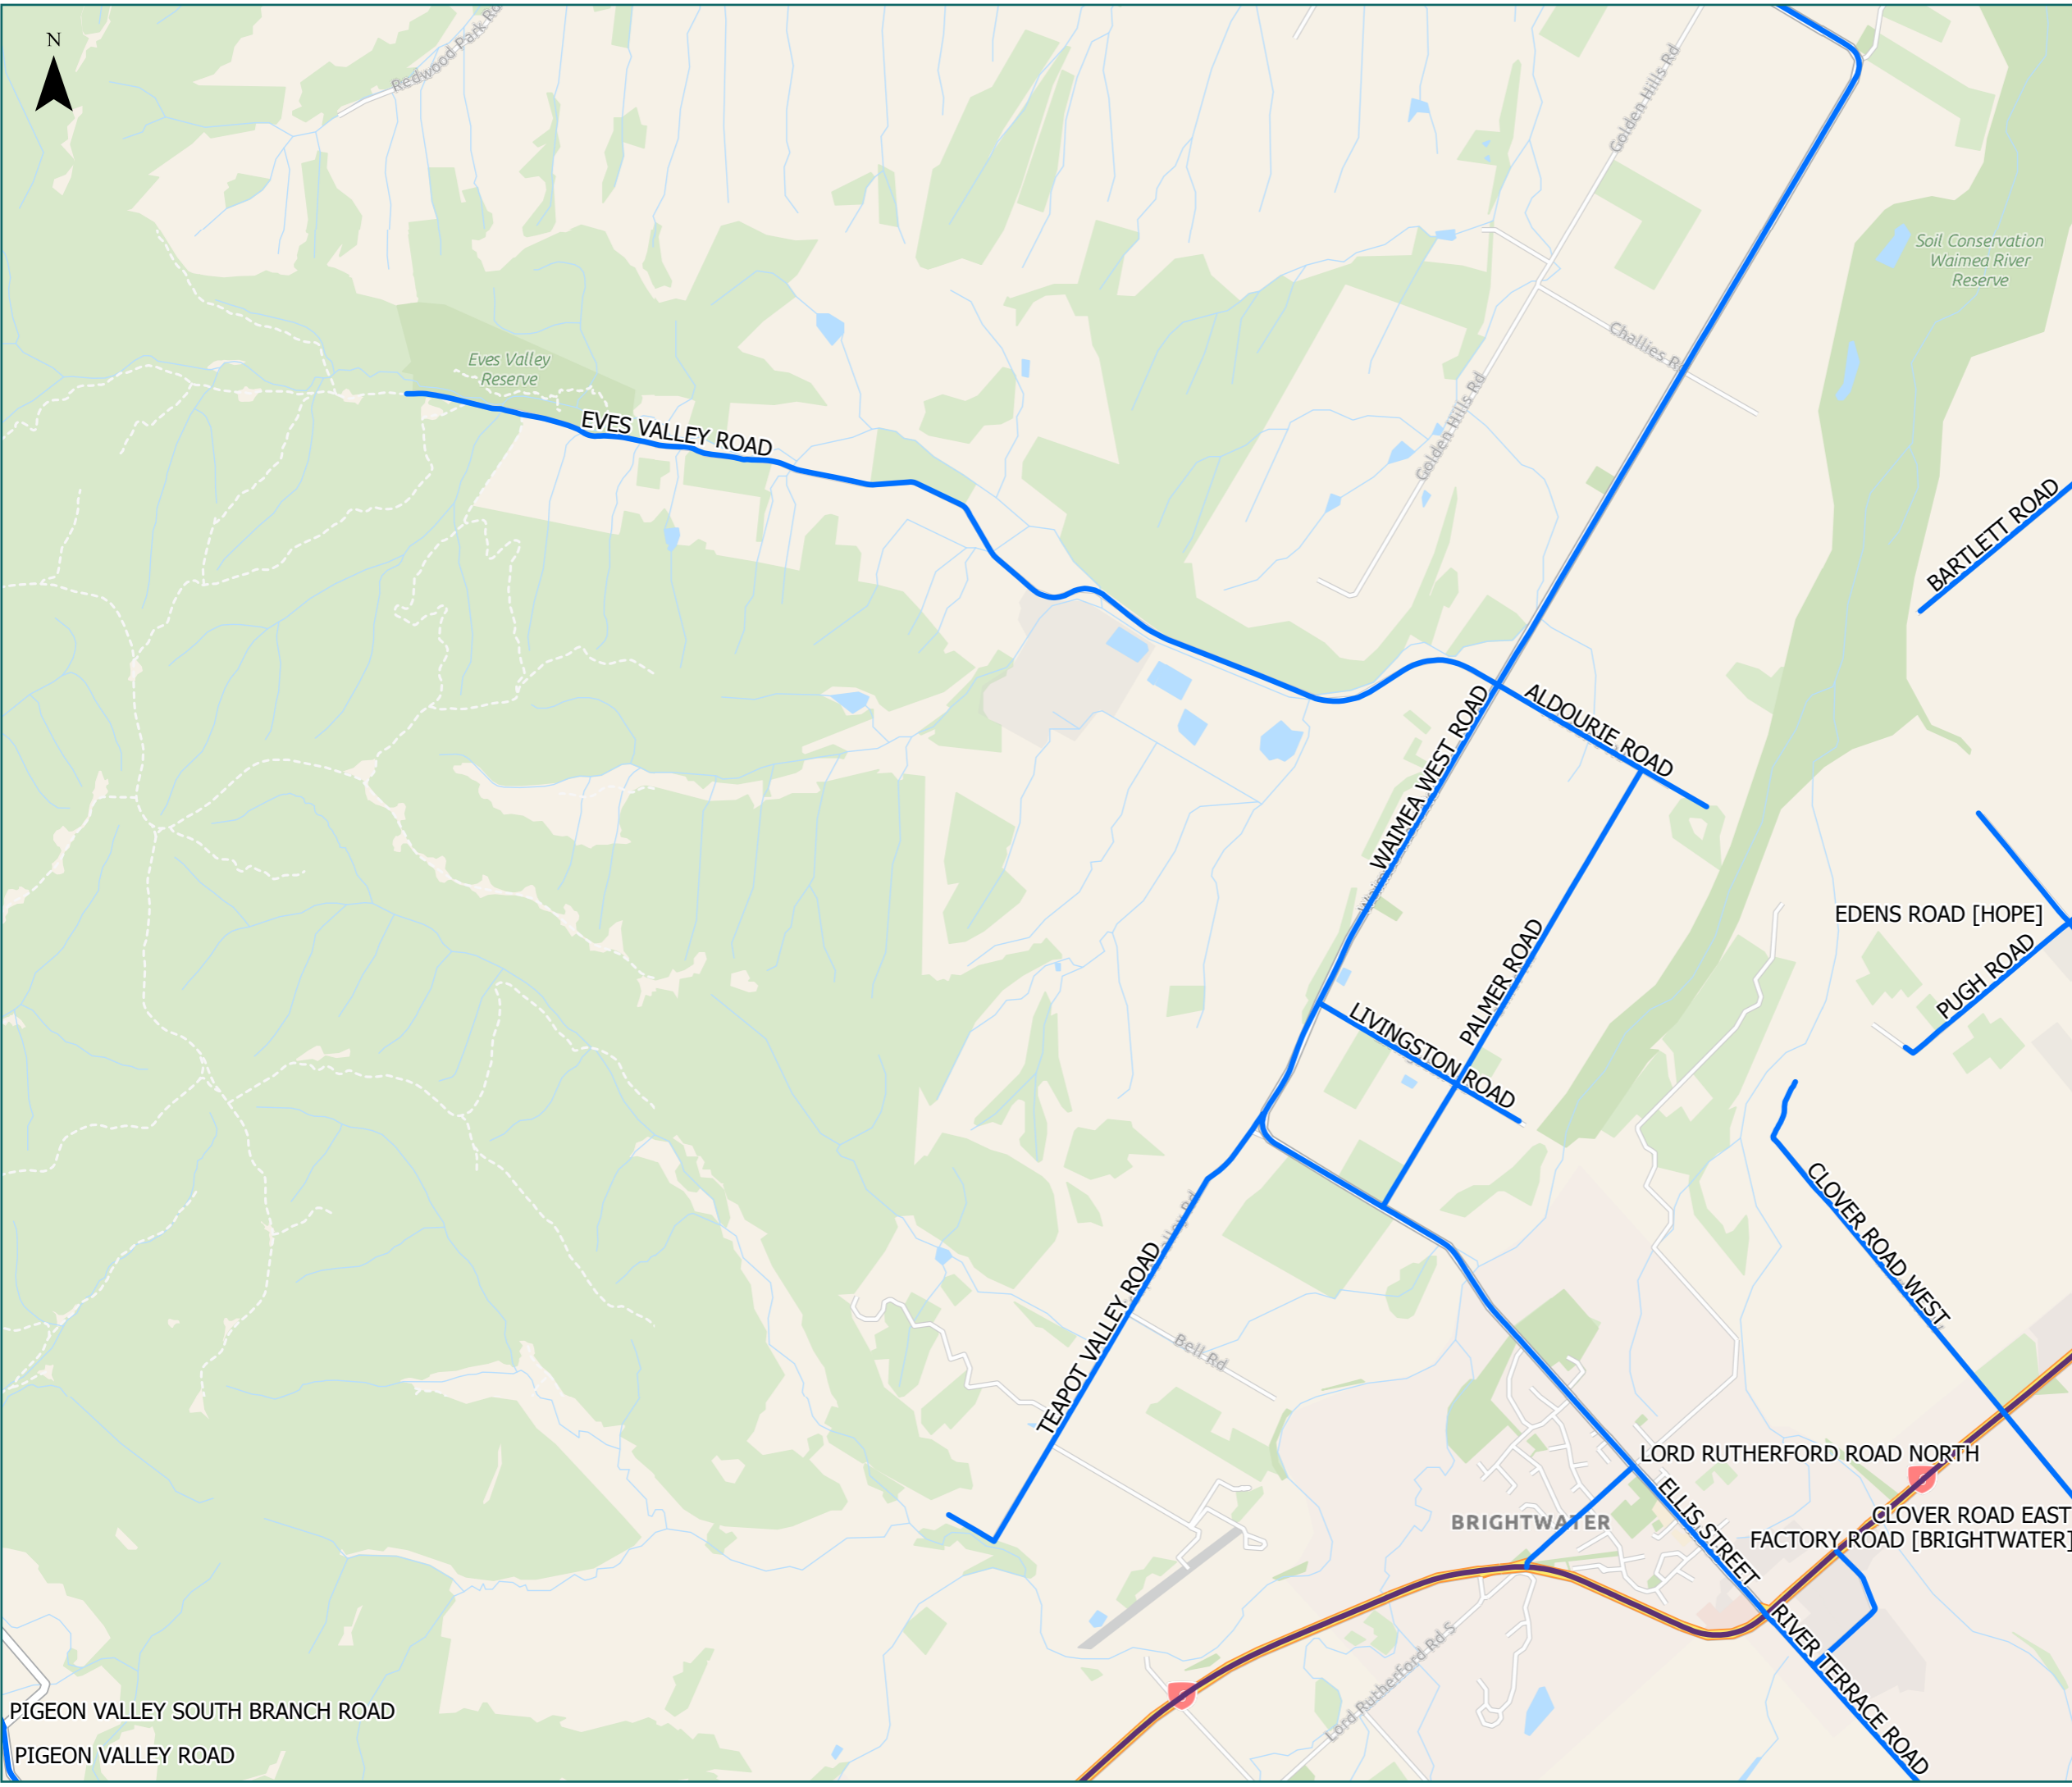 N
Redwood Park Rd
Golden Hills Rd
Soil Conservation
Waimea River
Reserve
Challies R
Eves Valley
Reserve
EVES VALLEY ROAD
Golden Hills Rd
BARTLETT ROAD
ALDOURIE ROAD
WAIMEA WEST ROAD
EDENS ROAD [HOPE]
PUGH ROAD
PALMER ROAD
LIVINGSTON ROAD
CLOVER ROAD WEST
TEAPOT VALLEY ROAD
Bell Rd
LORD RUTHERFORD ROAD NORTH
ELLIS STREET
CLOVER ROAD EAST
BRIGHTWATER
FACTORY ROAD [BRIGHTWATER]
RIVER TERRACE ROAD
Lord Rutherford Rd S
PIGEON VALLEY SOUTH BRANCH ROAD
PIGEON VALLEY ROAD